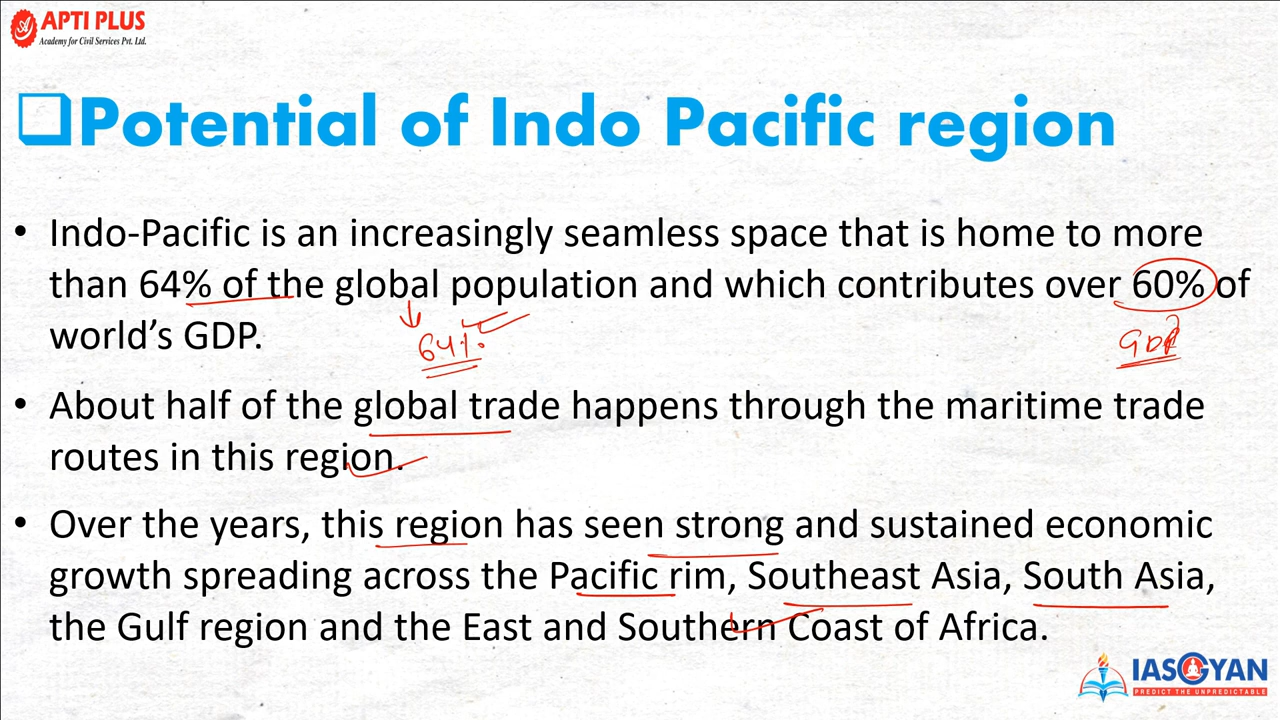 APTI PLUS
Academy for Civil Services Pvt. Ltd.
Potential of Indo Pacific region
• Indo-Pacific is an increasingly seamless space that is home to more
than 64% of the global population and which contributes over 60% of
world's GDP.
64%
GDP
• About half of the global trade happens through the maritime trade
routes in this region.
• Over the years, this region has seen strong and sustained economic
growth spreading across the Pacific rim, Southeast Asia, South Asia,
the Gulf region and the East and Southern Coast of Africa.
IASGYAN
PREDICT THE UNPREDICTABLE